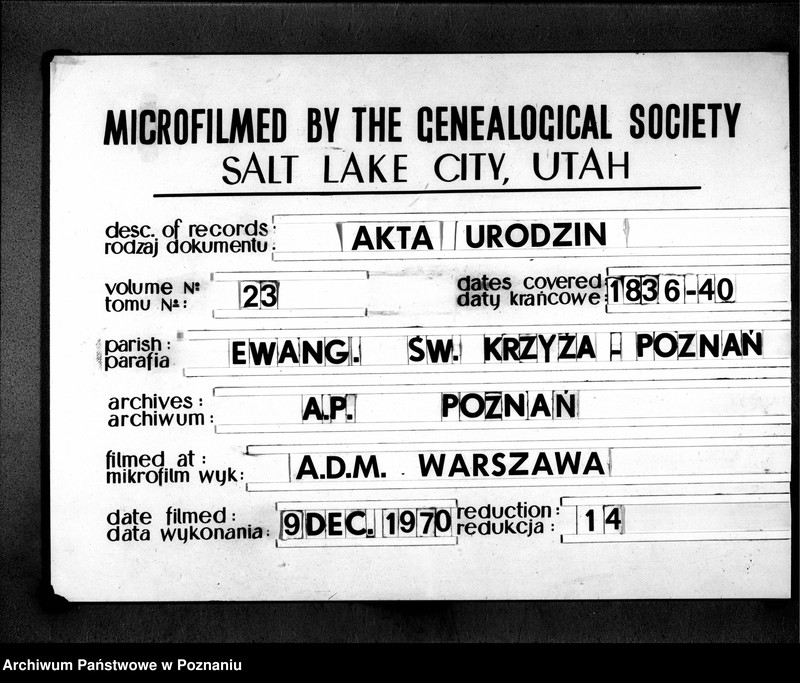 MICROFILMED BY THE GENEALOGICAL SOCIETY
SALT LAKE CITY, UTAH
desc. of records:
rodzaj dokumentu: AKTA URODZIN
volume №
tomu №: 23
dates covered:
daty krańcowe: 1836-40
parish:
parafia EWANG. ŚW. KRZYŻA - POZNAŃ
archives:
archiwum: A.P. POZNAŃ
filmed at:
mikrofilm wyk: A.D.M. WARSZAWA
date filmed:
data wykonania: 9 DEC. 1970
reduction:
redukcja: 14
Archiwum Państwowe w Poznaniu